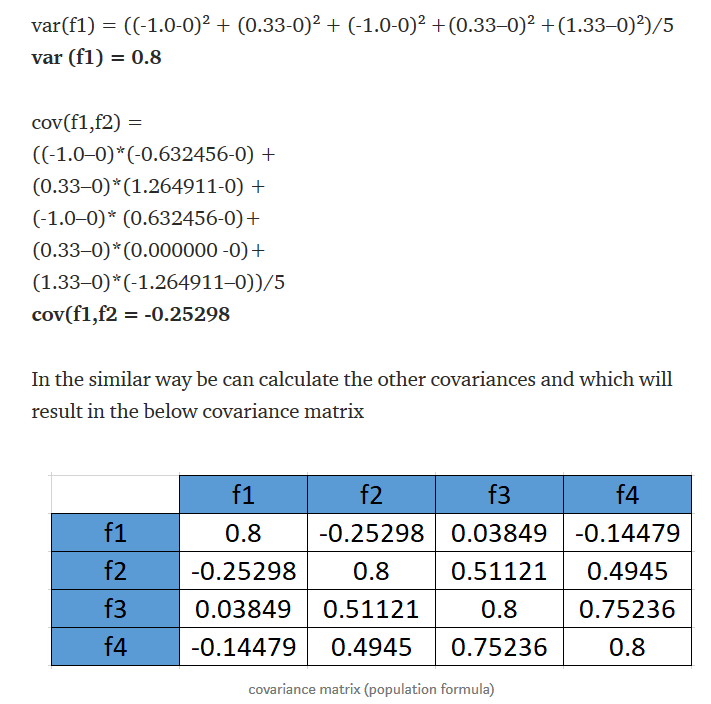 var(f1) = ((-1.0-0)² + (0.33-0)² + (-1.0-0)² +(0.33–0)² +(1.33–0)²)/5
var (f1) = 0.8
cov(f1,f2) =
((-1.0–0)*(-0.632456-0) +
(0.33–0)*(1.264911-0) +
(-1.0–0)* (0.632456-0)+
(0.33–0)*(0.000000 -0)+
(1.33–0)*(-1.264911–0))/5
cov(f1,f2 = -0.25298
In the similar way be can calculate the other covariances and which will
result in the below covariance matrix
f1 f2 f3 f4
f1 0.8 -0.25298 0.03849 -0.14479
f2 -0.25298 0.8 0.51121 0.4945
f3 0.03849 0.51121 0.8 0.75236
f4 -0.14479 0.4945 0.75236 0.8
covariance matrix (population formula)